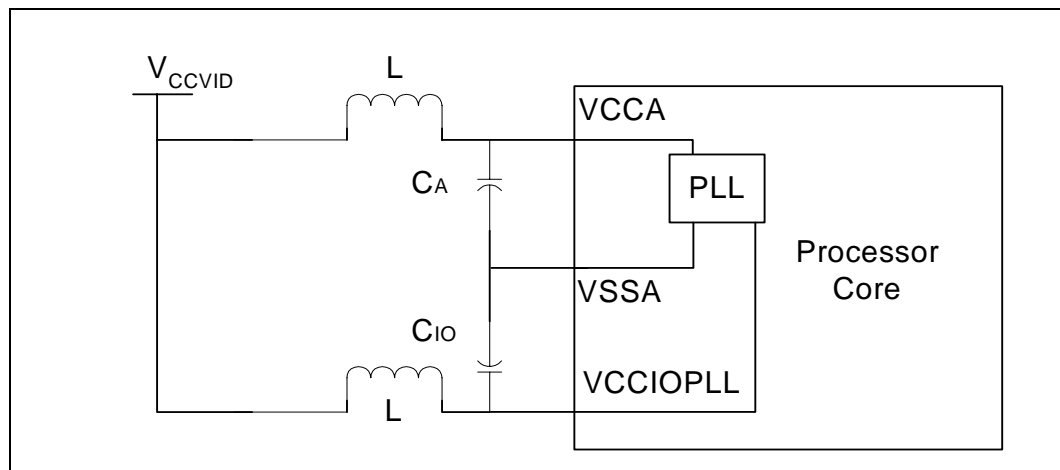 VCCVID
L
VCCA
CA
PLL
Processor
Core
VSSA
CIO
VCCIOPLL
L